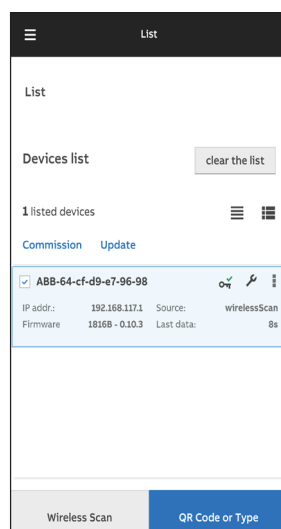 List
List
Devices list
clear the list
1 listed devices
Commission Update
ABB-64-cf-d9-e7-96-98
IP addr.: 192.168.117.1 Source: wirelessScan
Firmware 1816B - 0.10.3 Last data: 8s
Wireless Scan QR Code or Type